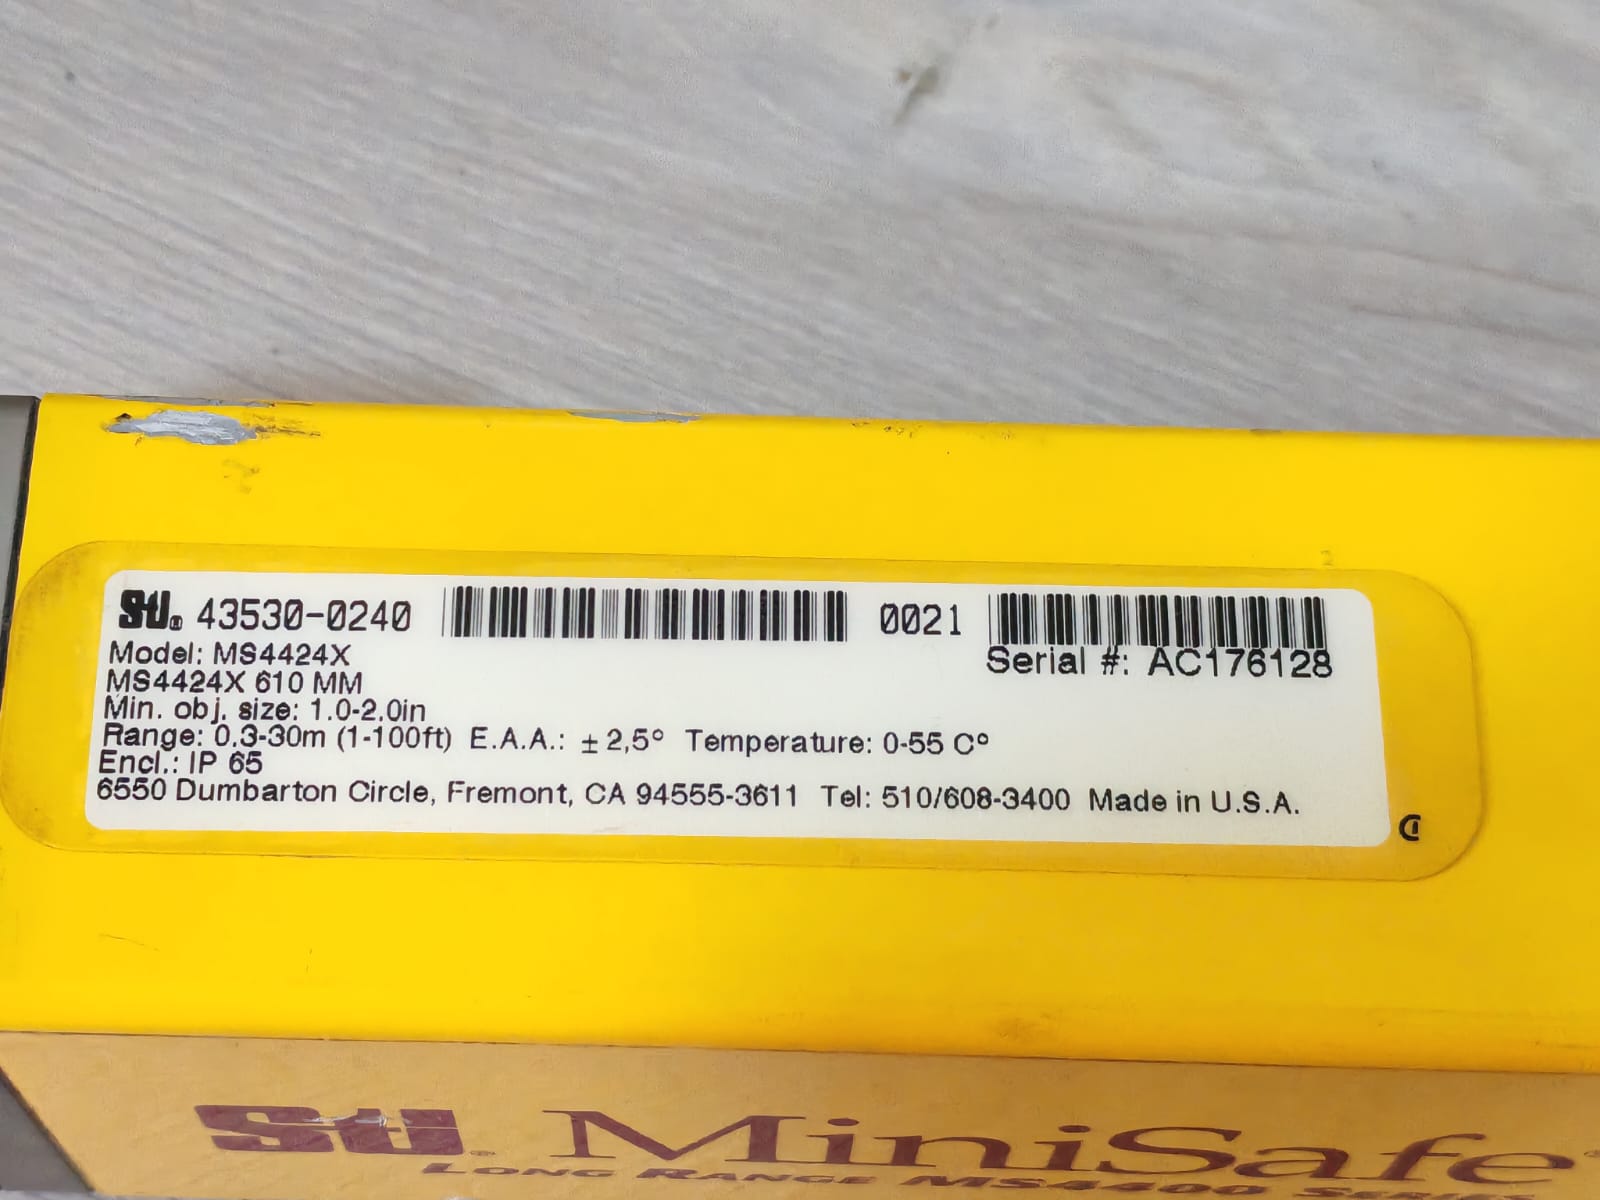 STI® 43530-0240 0021
Model: MS4424X
Serial #: AC176128
MS4424X 610 MM
Min. obj. size: 1.0-2.0in
Range: 0.3-30m (1-100ft) E.A.A.: ± 2,5° Temperature: 0-55 C°
Encl.: IP 65
6550 Dumbarton Circle, Fremont, CA 94555-3611 Tel: 510/608-3400 Made in U.S.A.
STI® MiniSafe®
LONG RANGE MS4400